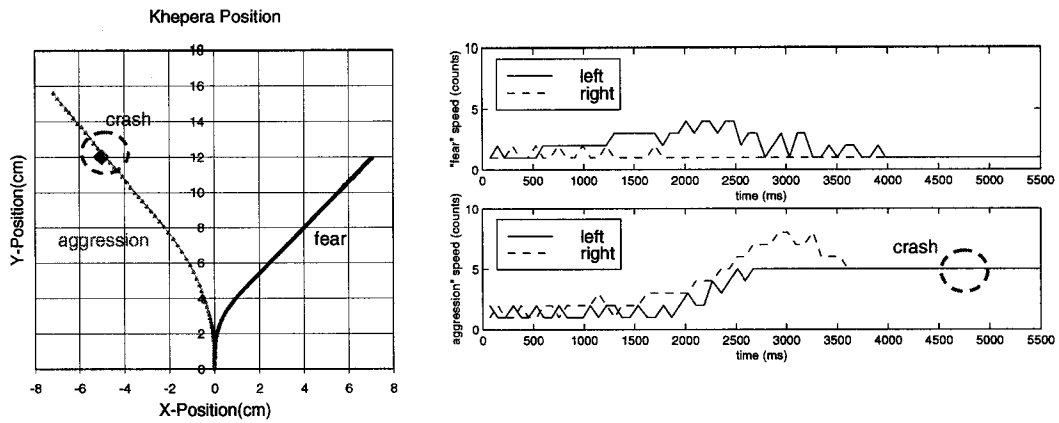 Khepera Position
18
16
14
12
10
8
6
4
2
0
-8 -6 -4 -2 0 2 4 6 8
Y-Position(cm)
X-Position(cm)
crash
aggression
fear
10
5
0
"fear" speed (counts)
left
right
0 500 1000 1500 2000 2500 3000 3500 4000 4500 5000 5500
time (ms)
10
5
0
aggression" speed (counts)
left
right
crash
0 500 1000 1500 2000 2500 3000 3500 4000 4500 5000 5500
time (ms)